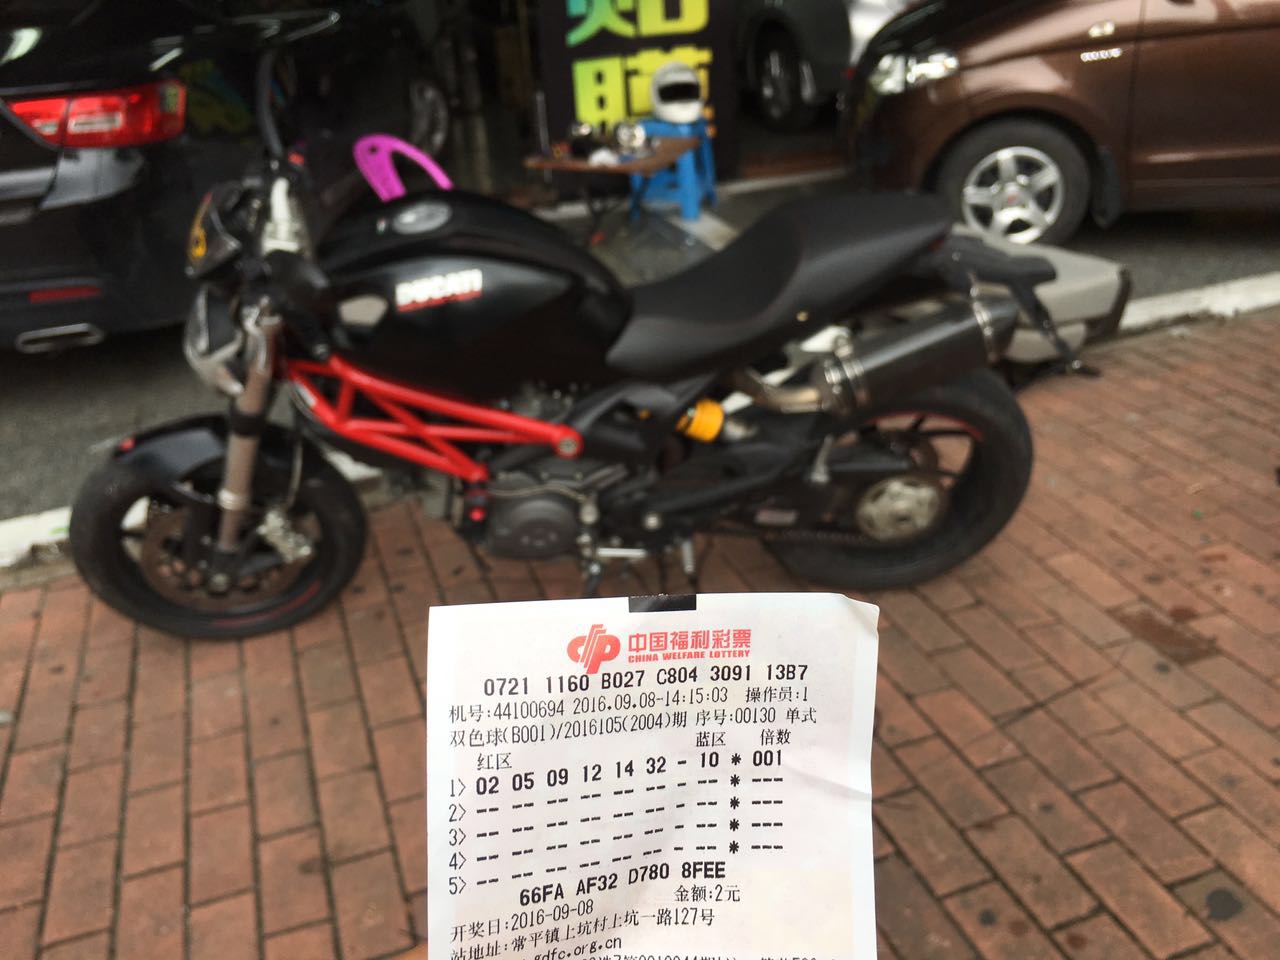 DUCATI
中国福利彩票
CHINA WELFARE LOTTERY
0721 1160 B027 C804 3091 13B7
机号:44100694 2016.09.08-14:15:03 操作员:1
双色球(B001)/2016105(2004)期 序号:00130 单式
红区 蓝区 倍数
1> 02 05 09 12 14 32 - 10 * 001
2> -- -- -- -- -- -- - -- * ---
3> -- -- -- -- -- -- - -- * ---
4> -- -- -- -- -- -- - -- * ---
5> -- -- -- -- -- -- - -- * ---
66FA AF32 D780 8FEE
开奖日:2016-09-08 金额:2元
站地址:常平镇上坑村上坑一路127号
gdfc.org.cn